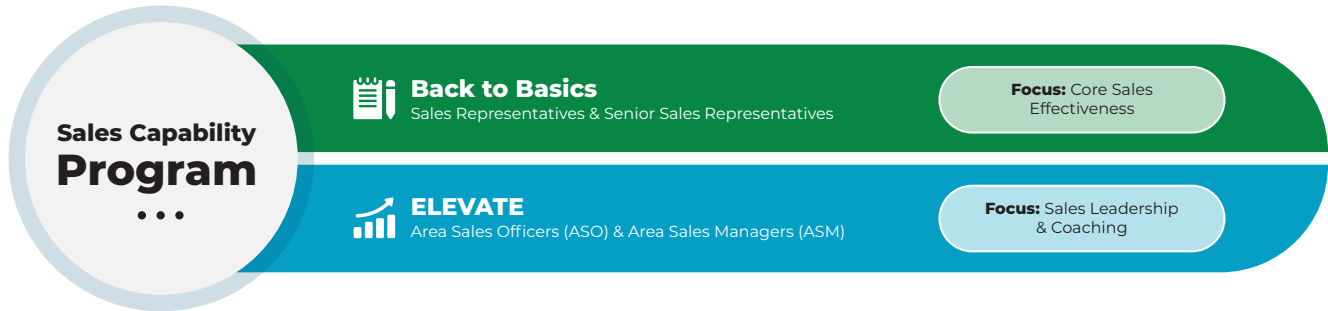 Sales Capability
Program
Back to Basics
Sales Representatives & Senior Sales Representatives
Focus: Core Sales
Effectiveness
ELEVATE
Area Sales Officers (ASO) & Area Sales Managers (ASM)
Focus: Sales Leadership
& Coaching